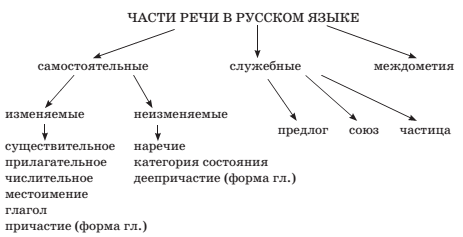 ЧАСТИ РЕЧИ В РУССКОМ ЯЗЫКЕ
самостоятельные
служебные
междометия
изменяемые
неизменяемые
предлог
союз
частица
существительное
прилагательное
числительное
местоимение
глагол
причастие (форма гл.)
наречие
категория состояния
деепричастие (форма гл.)